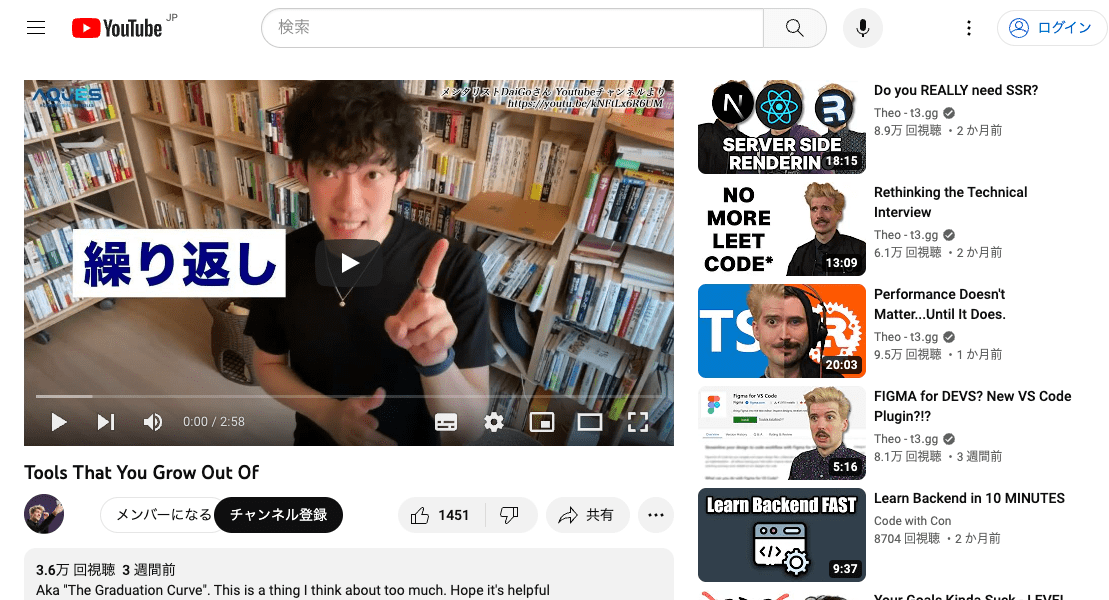 YouTube JP
検索
ログイン
AQUES
メンタリストDaiGoさん Youtubeチャンネルより
https://youtu.be/kNFtLx6R6UM
繰り返し
0:00 / 2:58
Tools That You Grow Out Of
メンバーになる
チャンネル登録
1451
共有
3.6万 回視聴 3 週間前
Aka "The Graduation Curve". This is a thing I think about too much. Hope it's helpful
SERVER SIDE
RENDERIN
18:15
Do you REALLY need SSR?
Theo - t3.gg
8.9万 回視聴 ・2 か月前
NO
MORE
LEET
CODE*
13:09
Rethinking the Technical
Interview
Theo - t3.gg
6.1万 回視聴 ・2 か月前
TS
20:03
Performance Doesn't
Matter...Until It Does.
Theo - t3.gg
9.5万 回視聴 ・1 か月前
Figma for VS Code
5:16
FIGMA for DEVS? New VS Code
Plugin?!?
Theo - t3.gg
8.1万 回視聴 ・3 週間前
Learn Backend FAST
9:37
Learn Backend in 10 MINUTES
Code with Con
8704 回視聴 ・2 か月前
Your Goals Kinda Suck